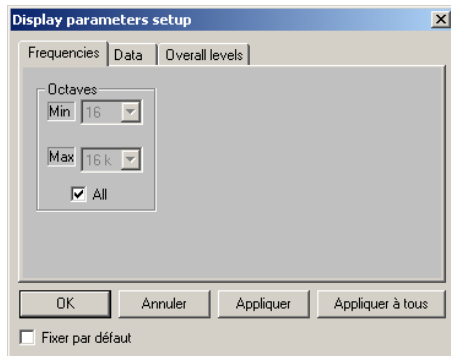 Display parameters setup
Frequencies Data Overall levels
Octaves
Min 16
Max 16 k
All
OK Annuler Appliquer Appliquer à tous
Fixer par défaut